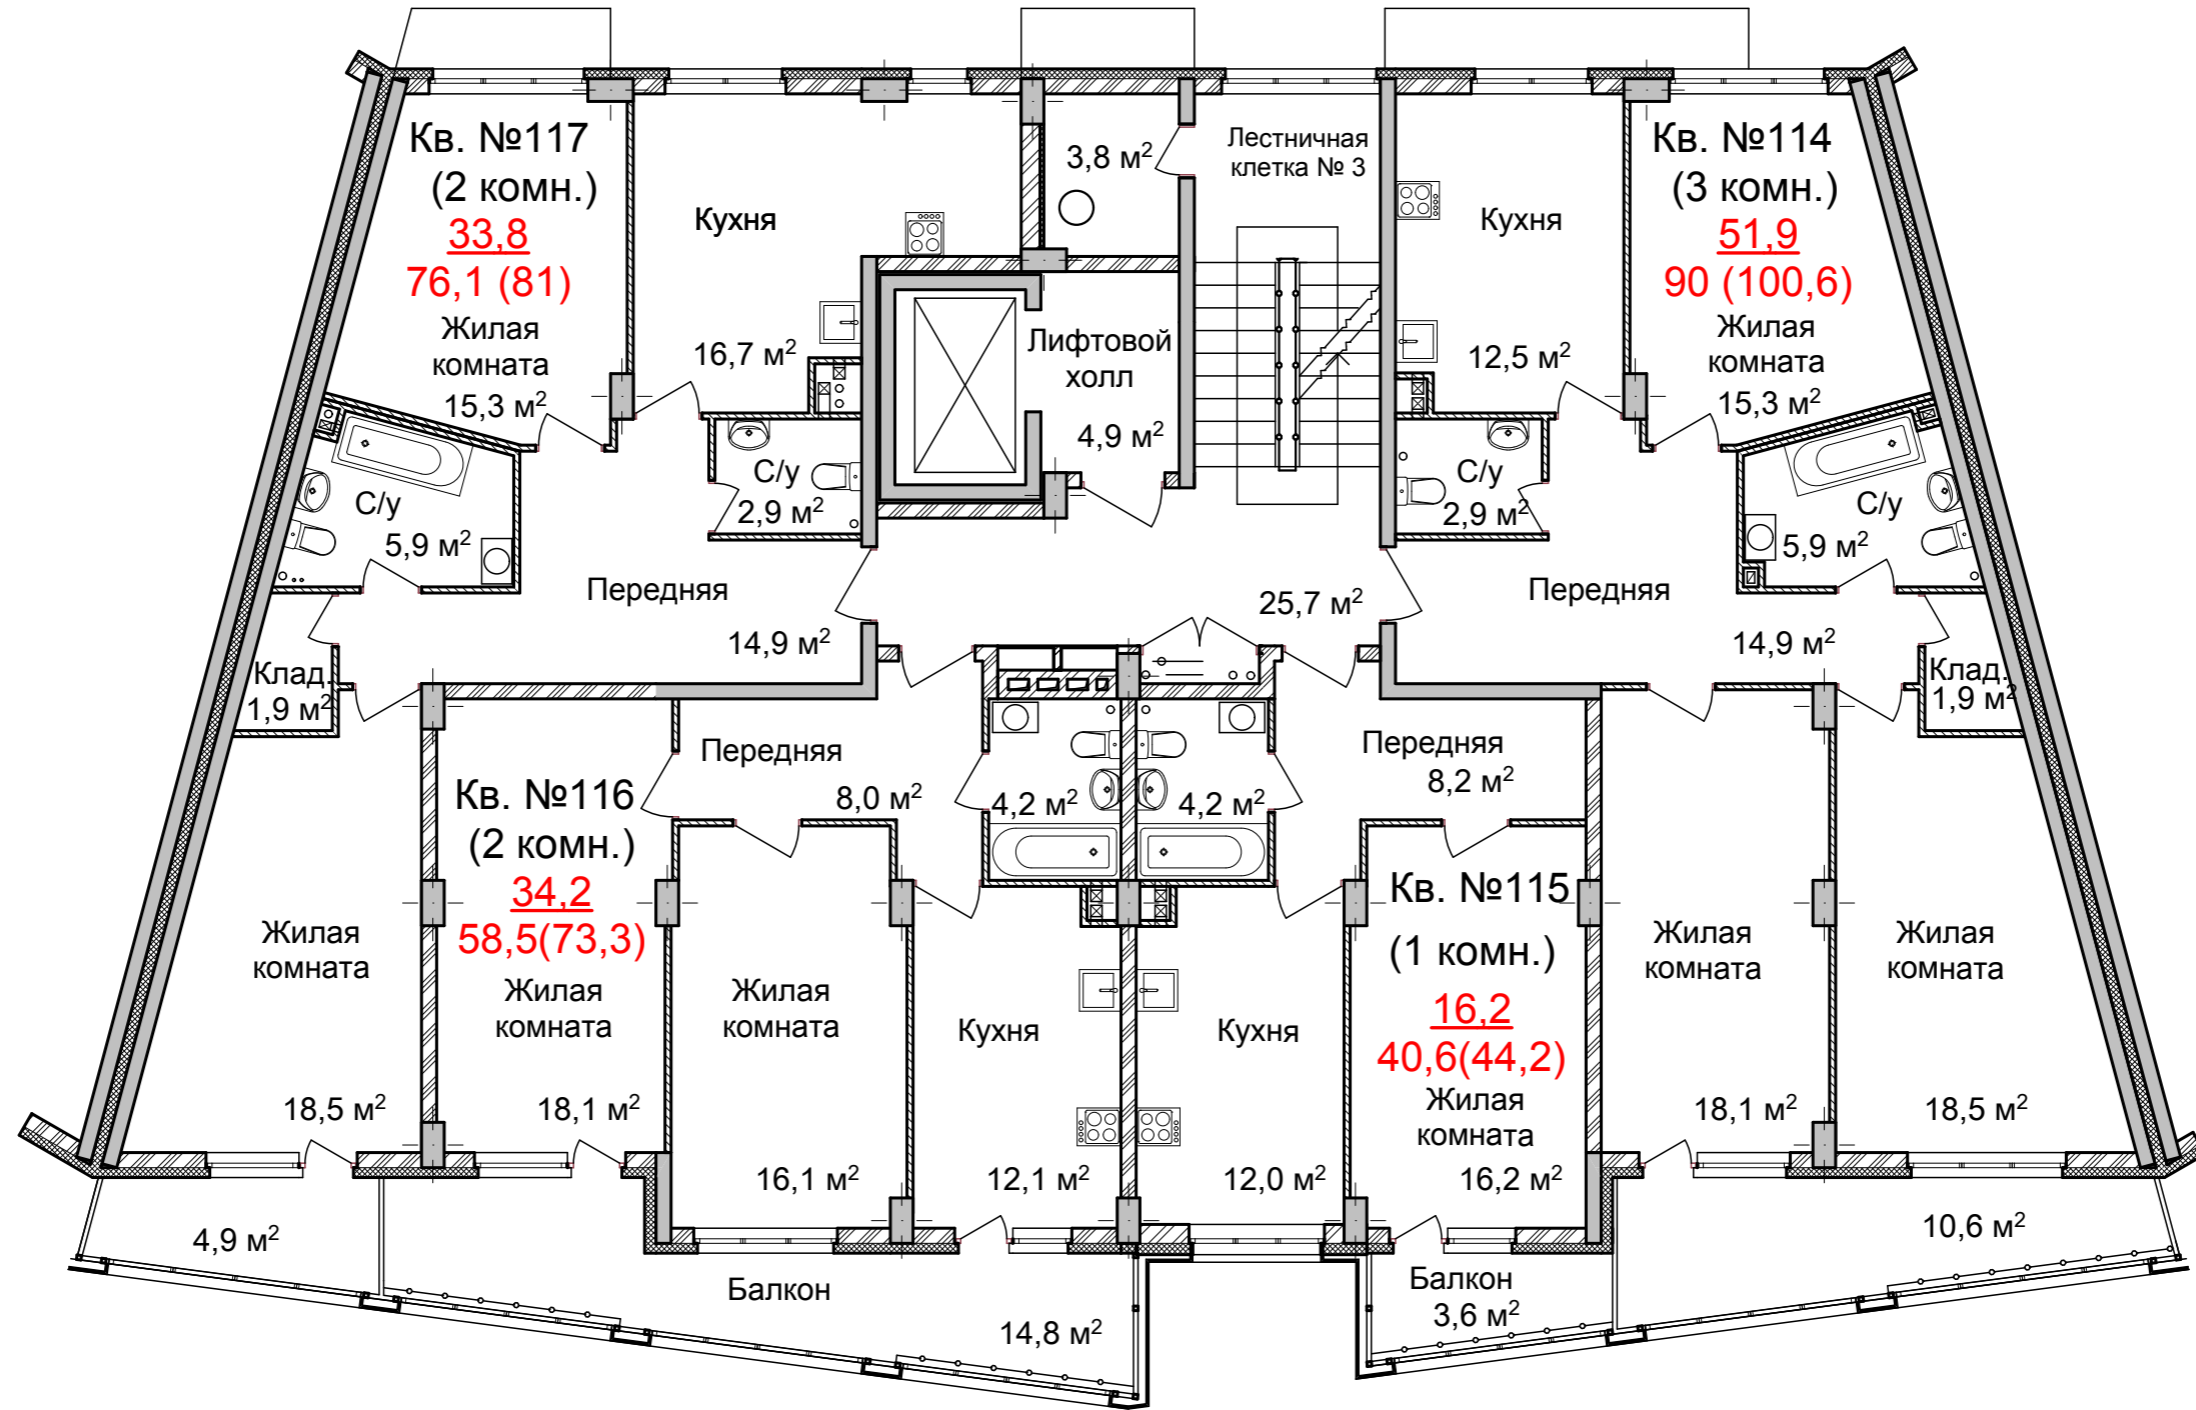 Кв. №117
(2 комн.)
33,8
76,1 (81)
Жилая
комната
15,3 м²
Кухня
16,7 м²
3,8 м²
Лестничная
клетка № 3
Лифтовой
холл
4,9 м²
Кухня
12,5 м²
Кв. №114
(3 комн.)
51,9
90 (100,6)
Жилая
комната
15,3 м²
С/у
5,9 м²
С/у
2,9 м²
С/у
2,9 м²
С/у
5,9 м²
Передняя
14,9 м²
25,7 м²
Передняя
14,9 м²
Клад.
1,9 м²
Клад.
1,9 м²
Передняя
8,0 м²
4,2 м²
4,2 м²
Передняя
8,2 м²
Жилая
комната
18,5 м²
Кв. №116
(2 комн.)
34,2
58,5(73,3)
Жилая
комната
18,1 м²
Жилая
комната
16,1 м²
Кухня
12,1 м²
Кухня
12,0 м²
Кв. №115
(1 комн.)
16,2
40,6(44,2)
Жилая
комната
16,2 м²
Жилая
комната
18,1 м²
Жилая
комната
18,5 м²
4,9 м²
Балкон
14,8 м²
Балкон
3,6 м²
10,6 м²